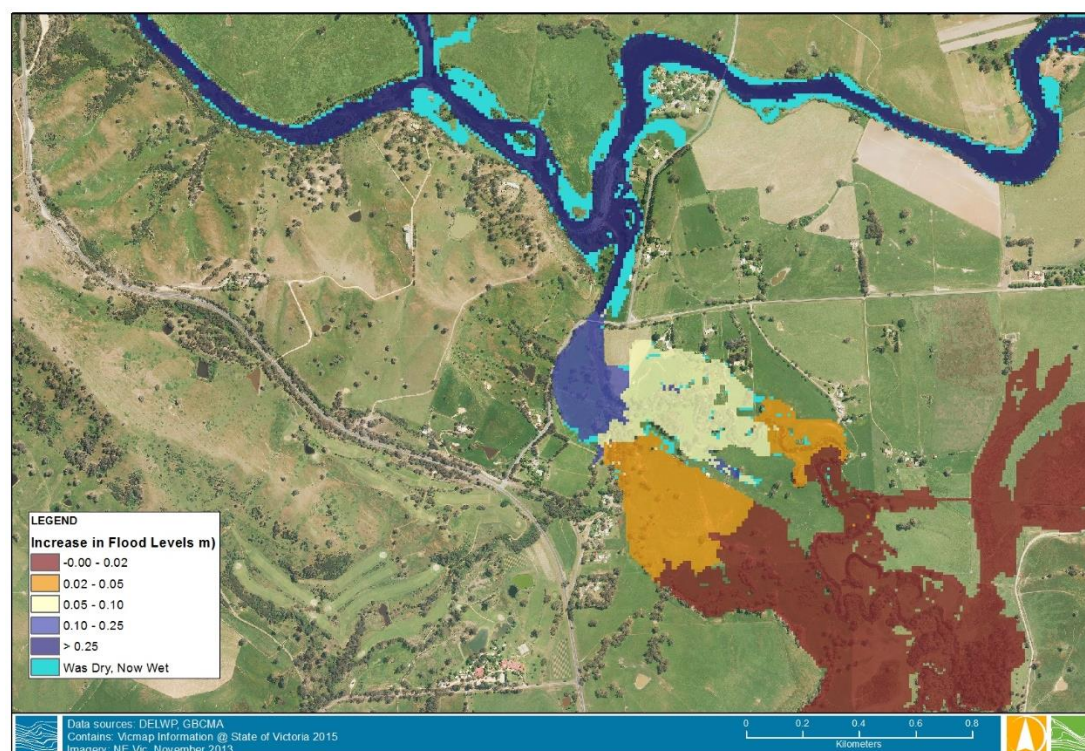 LEGEND
Increase in Flood Levels m)
-0.00 - 0.02
0.02 - 0.05
0.05 - 0.10
0.10 - 0.25
> 0.25
Was Dry, Now Wet
Data sources: DELWP, GBCMA
Contains: Vicmap Information @ State of Victoria 2015
Imagery: NE Vic, November 2013
0 0.2 0.4 0.6 0.8
Kilometers